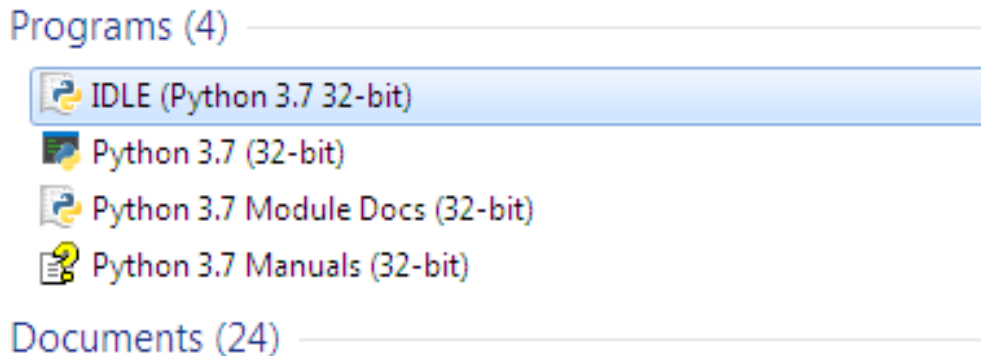 Programs (4)
IDLE (Python 3.7 32-bit)
Python 3.7 (32-bit)
Python 3.7 Module Docs (32-bit)
Python 3.7 Manuals (32-bit)
Documents (24)